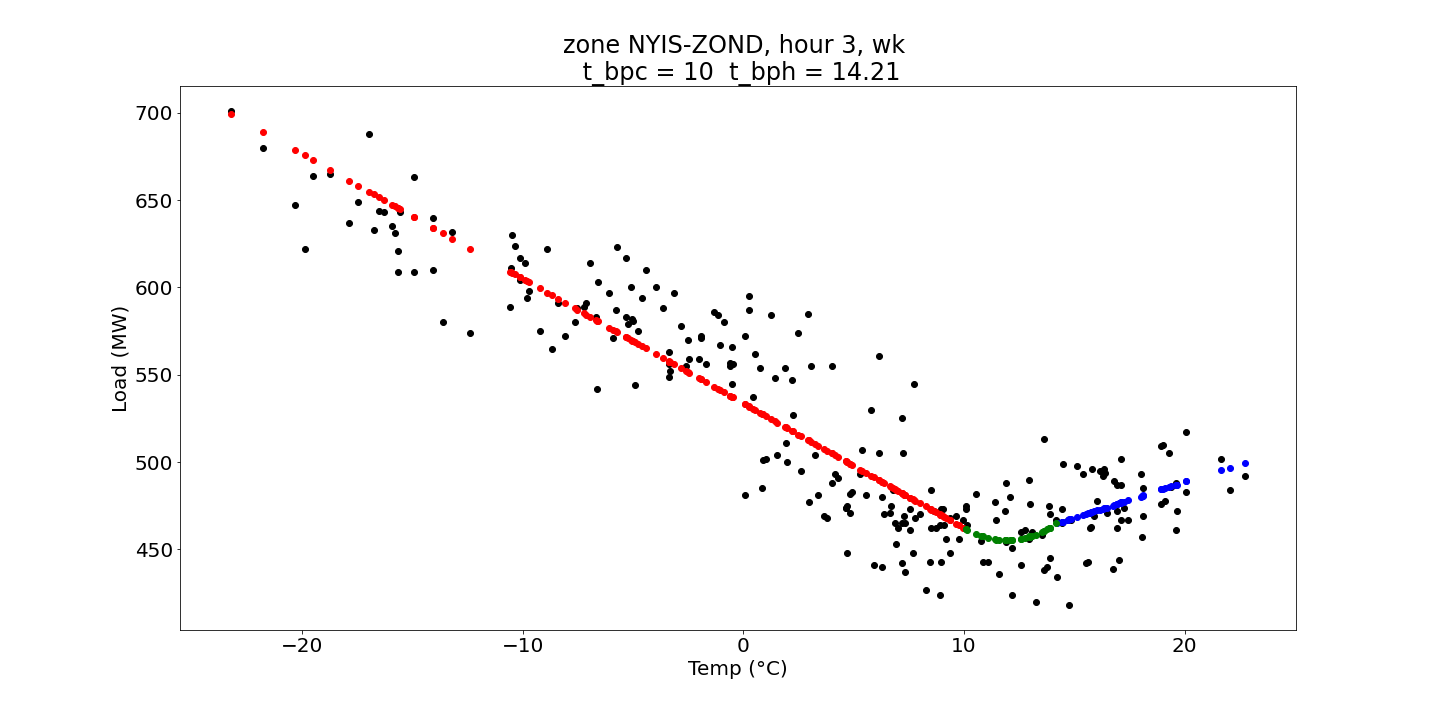 zone NYIS-ZOND, hour 3, wk
t_bpc = 10  t_bph = 14.21
700
650
600
550
500
450
Load (MW)
−20
−10
0
10
20
Temp (°C)